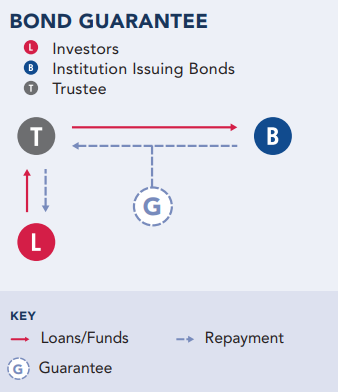 BOND GUARANTEE
L Investors
B Institution Issuing Bonds
T Trustee
T B
G
L
KEY
Loans/Funds Repayment
G Guarantee